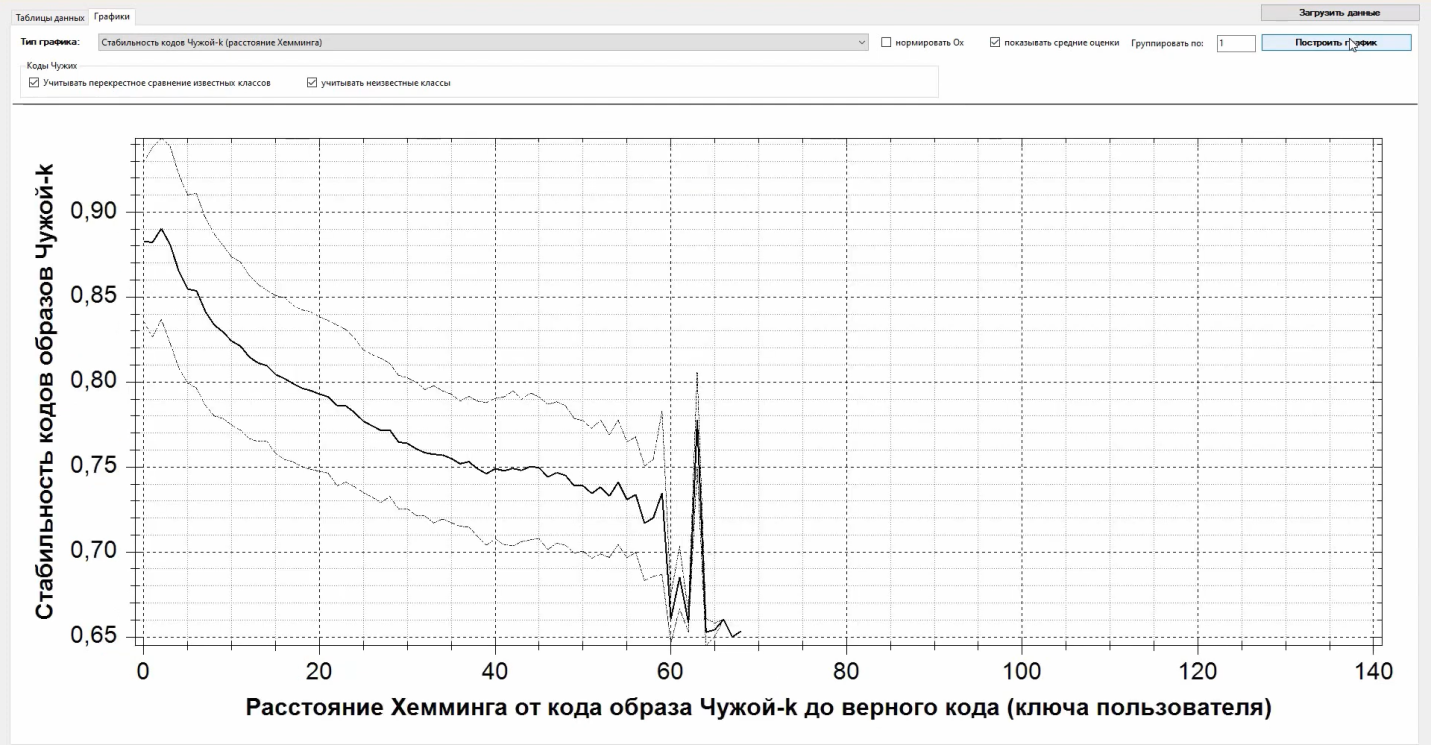 Таблицы данных Графики Загрузить данные
Тип графика: Стабильность кодов Чужой-k (расстояние Хемминга) нормировать Ox показывать средние оценки Группировать по: 1 Построить график
Коды Чужих
Учитывать перекрестное сравнение известных классов учитывать неизвестные классы
Стабильность кодов образов Чужой-k
0,90
0,85
0,80
0,75
0,70
0,65
0 20 40 60 80 100 120 140
Расстояние Хемминга от кода образа Чужой-k до верного кода (ключа пользователя)